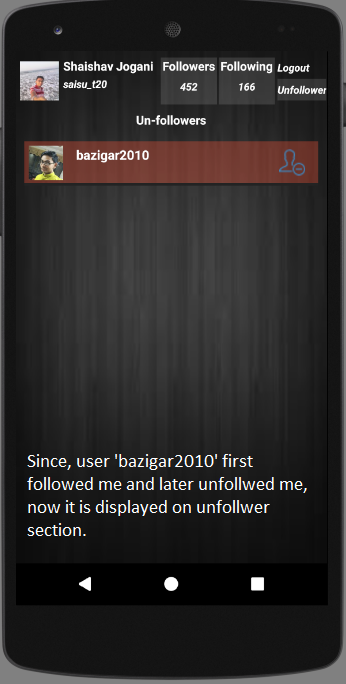 Shaishav Jogani
saisu_t20
Followers
452
Following
166
Logout
Unfollower
Un-followers
bazigar2010
Since, user 'bazigar2010' first
followed me and later unfollwed me,
now it is displayed on unfollwer
section.